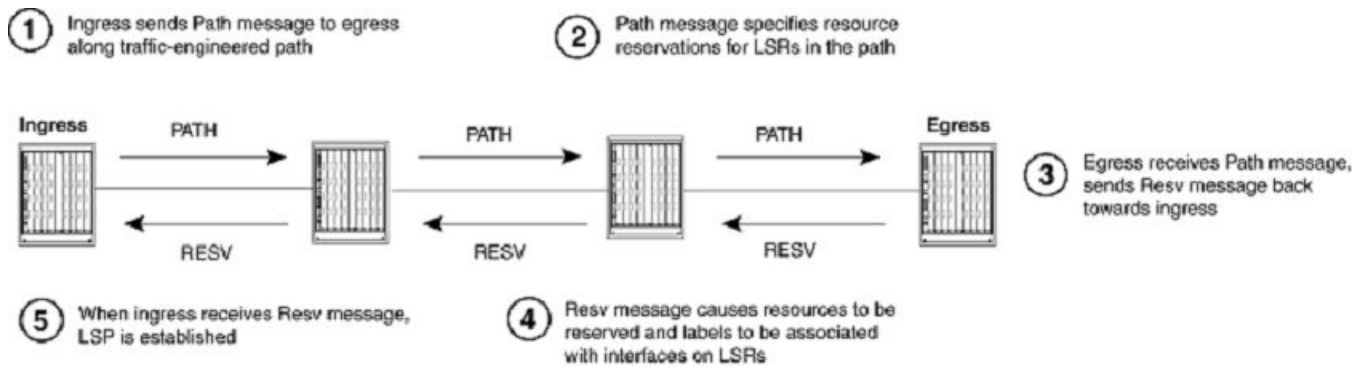 1 Ingress sends Path message to egress
along traffic-engineered path
2 Path message specifies resource
reservations for LSRs in the path
Ingress PATH PATH PATH Egress
RESV RESV RESV
3 Egress receives Path message,
sends Resv message back
towards ingress
5 When ingress receives Resv message,
LSP is established
4 Resv message causes resources to be
reserved and labels to be associated
with interfaces on LSRs